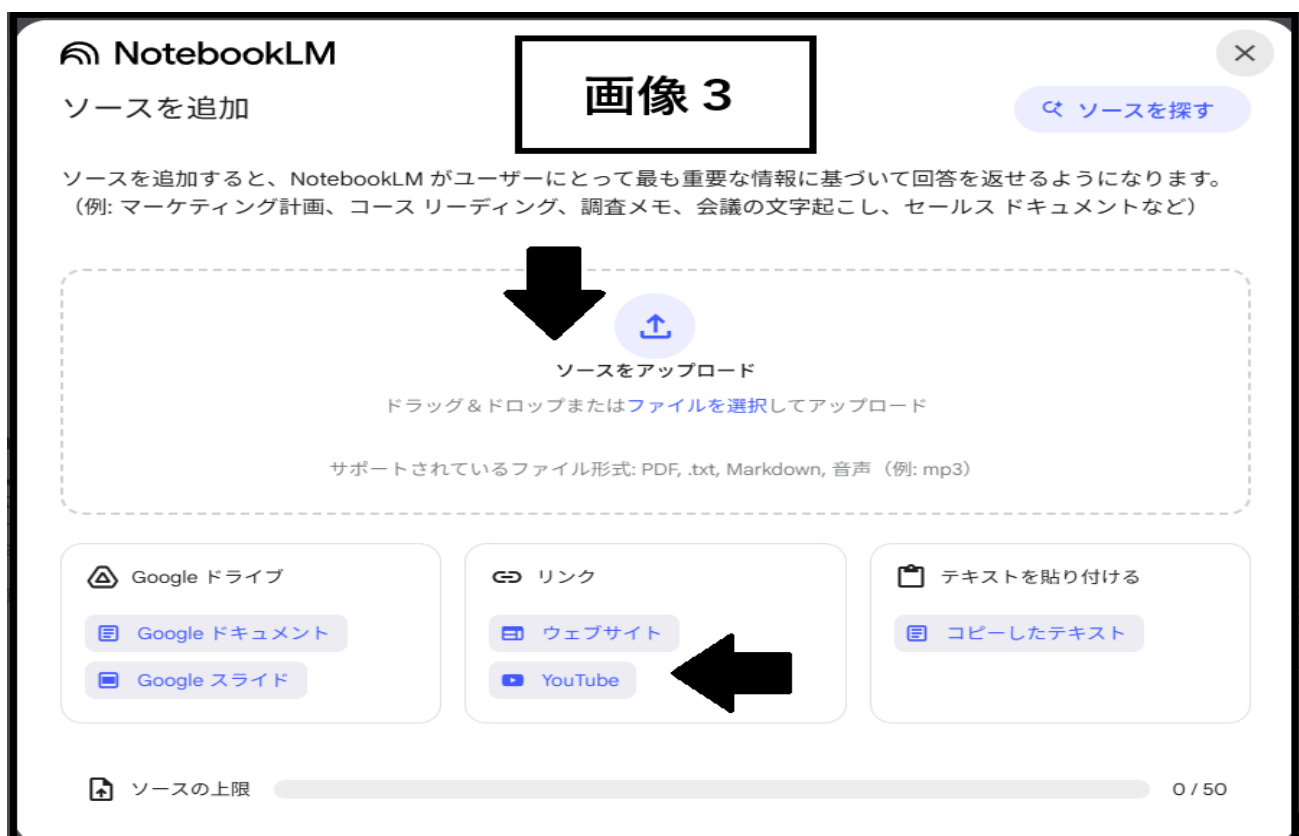 NotebookLM
画像 3
ソースを追加
ソースを探す
ソースを追加すると、NotebookLM がユーザーにとって最も重要な情報に基づいて回答を返せるようになります。
（例: マーケティング計画、コース リーディング、調査メモ、会議の文字起こし、セールス ドキュメントなど）
ソースをアップロード
ドラッグ＆ドロップまたはファイルを選択してアップロード
サポートされているファイル形式: PDF, .txt, Markdown, 音声（例: mp3）
Google ドライブ
Google ドキュメント
Google スライド
リンク
ウェブサイト
YouTube
テキストを貼り付ける
コピーしたテキスト
ソースの上限
0 / 50